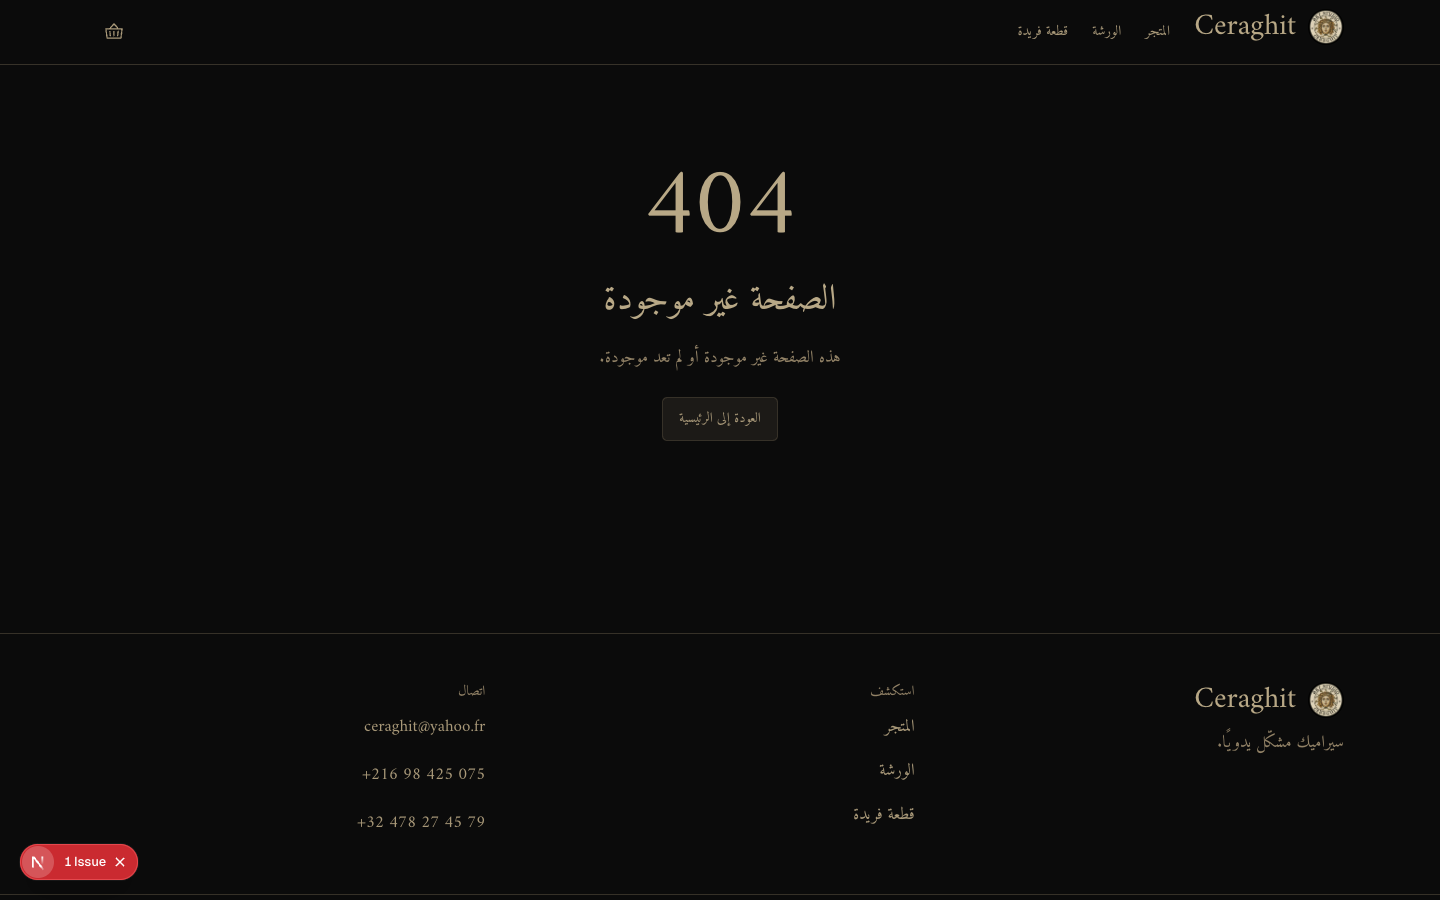 Ceraghit
المتجر
الورشة
قطعة فريدة
404
الصفحة غير موجودة
هذه الصفحة غير موجودة أو لم تعد موجودة.
العودة إلى الرئيسية
Ceraghit
سيراميك مشكّل يدويًا.
استكشف
المتجر
الورشة
قطعة فريدة
اتصال
ceraghit@yahoo.fr
+216 98 425 075
+32 478 27 45 79
N 1 Issue